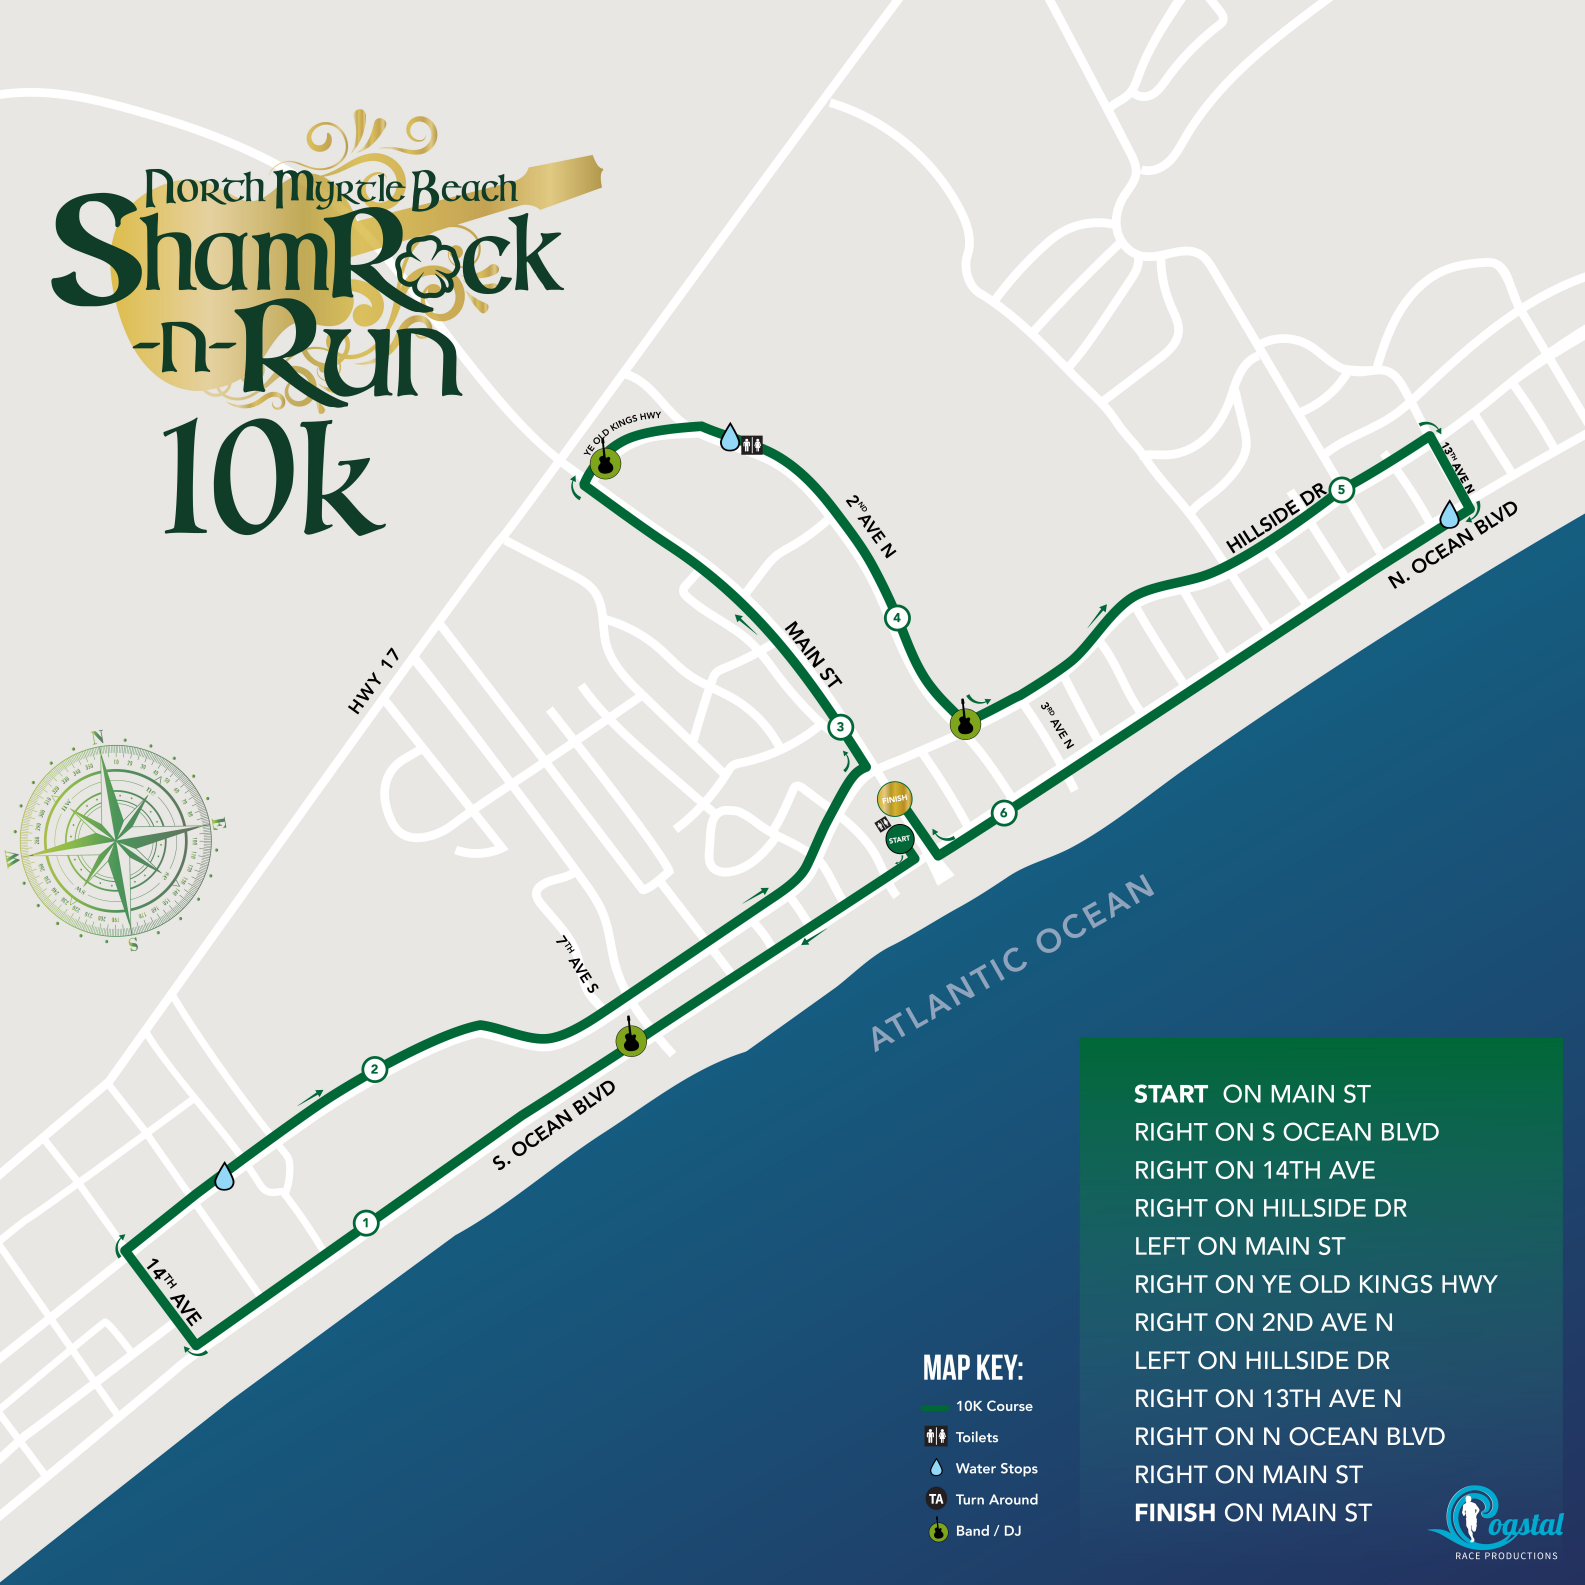 North Myrtle Beach
ShamRock
-n-Run
10k
YE OLD KINGS HWY
2ND AVE N
13TH AVE N
HILLSIDE DR
5
N. OCEAN BLVD
4
MAIN ST
HWY 17
3
3RD AVE N
FINISH
START
6
N
E
W
S
7TH AVE S
ATLANTIC OCEAN
2
S. OCEAN BLVD
1
14TH AVE
START ON MAIN ST
RIGHT ON S OCEAN BLVD
RIGHT ON 14TH AVE
RIGHT ON HILLSIDE DR
LEFT ON MAIN ST
RIGHT ON YE OLD KINGS HWY
RIGHT ON 2ND AVE N
LEFT ON HILLSIDE DR
RIGHT ON 13TH AVE N
RIGHT ON N OCEAN BLVD
RIGHT ON MAIN ST
FINISH ON MAIN ST
MAP KEY:
10K Course
Toilets
Water Stops
TA Turn Around
Band / DJ
Coastal
RACE PRODUCTIONS